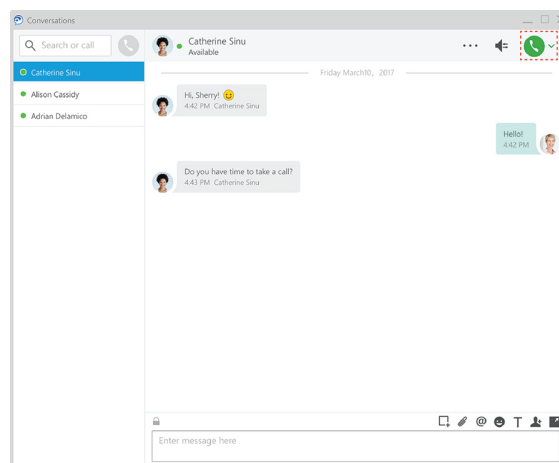 Conversations
Search or call
Catherine Sinu
Available
Catherine Sinu
Alison Cassidy
Adrian Delamico
Friday March10, 2017
Hi, Sherry!
4:42 PM Catherine Sinu
Hello!
4:42 PM
Do you have time to take a call?
4:43 PM Catherine Sinu
@
T
Enter message here